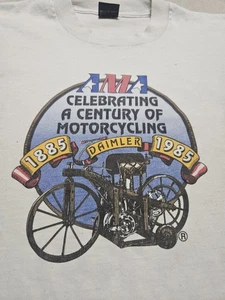 AMA
CELEBRATING
A CENTURY OF
MOTORCYCLING
1885 DAIMLER 1985
®